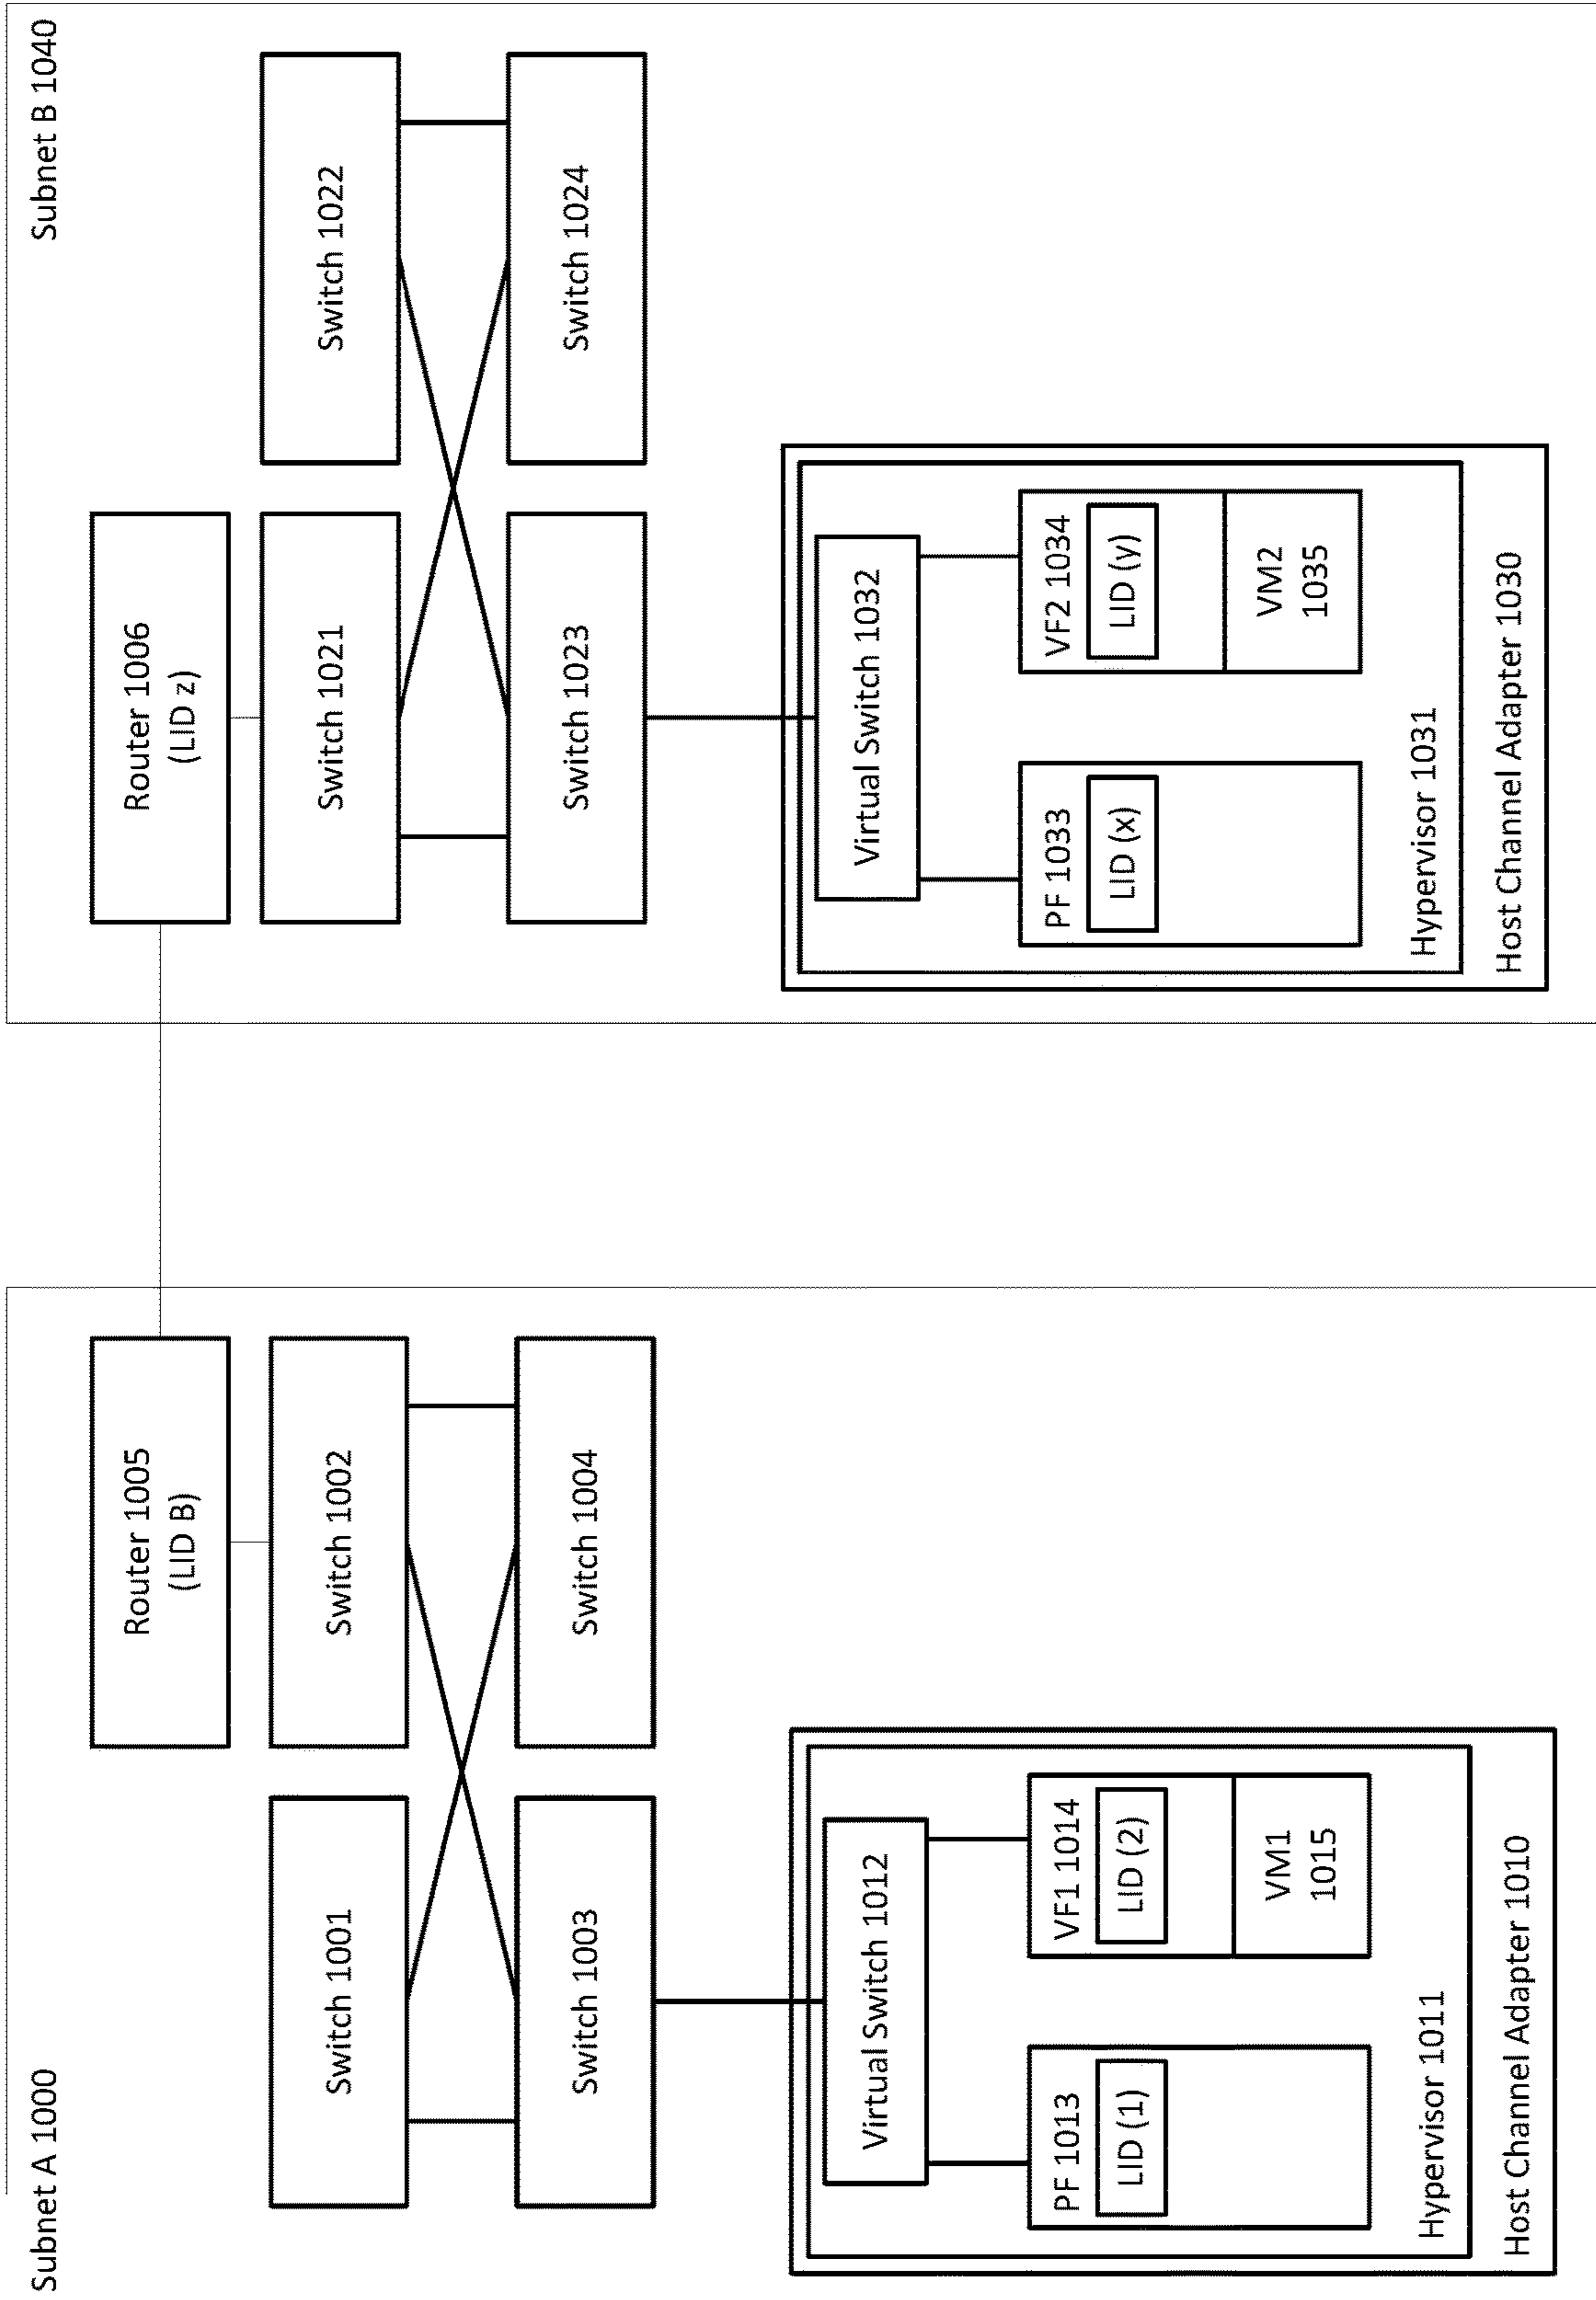 Subnet A 1000
Subnet B 1040
Router 1005
(LID B)
Router 1006
(LID z)
Switch 1001
Switch 1002
Switch 1021
Switch 1022
Switch 1003
Switch 1004
Switch 1023
Switch 1024
Virtual Switch 1012
Virtual Switch 1032
PF 1013
LID (1)
VF1 1014
LID (2)
VM1
1015
PF 1033
LID (x)
VF2 1034
LID (y)
VM2
1035
Hypervisor 1011
Hypervisor 1031
Host Channel Adapter 1010
Host Channel Adapter 1030